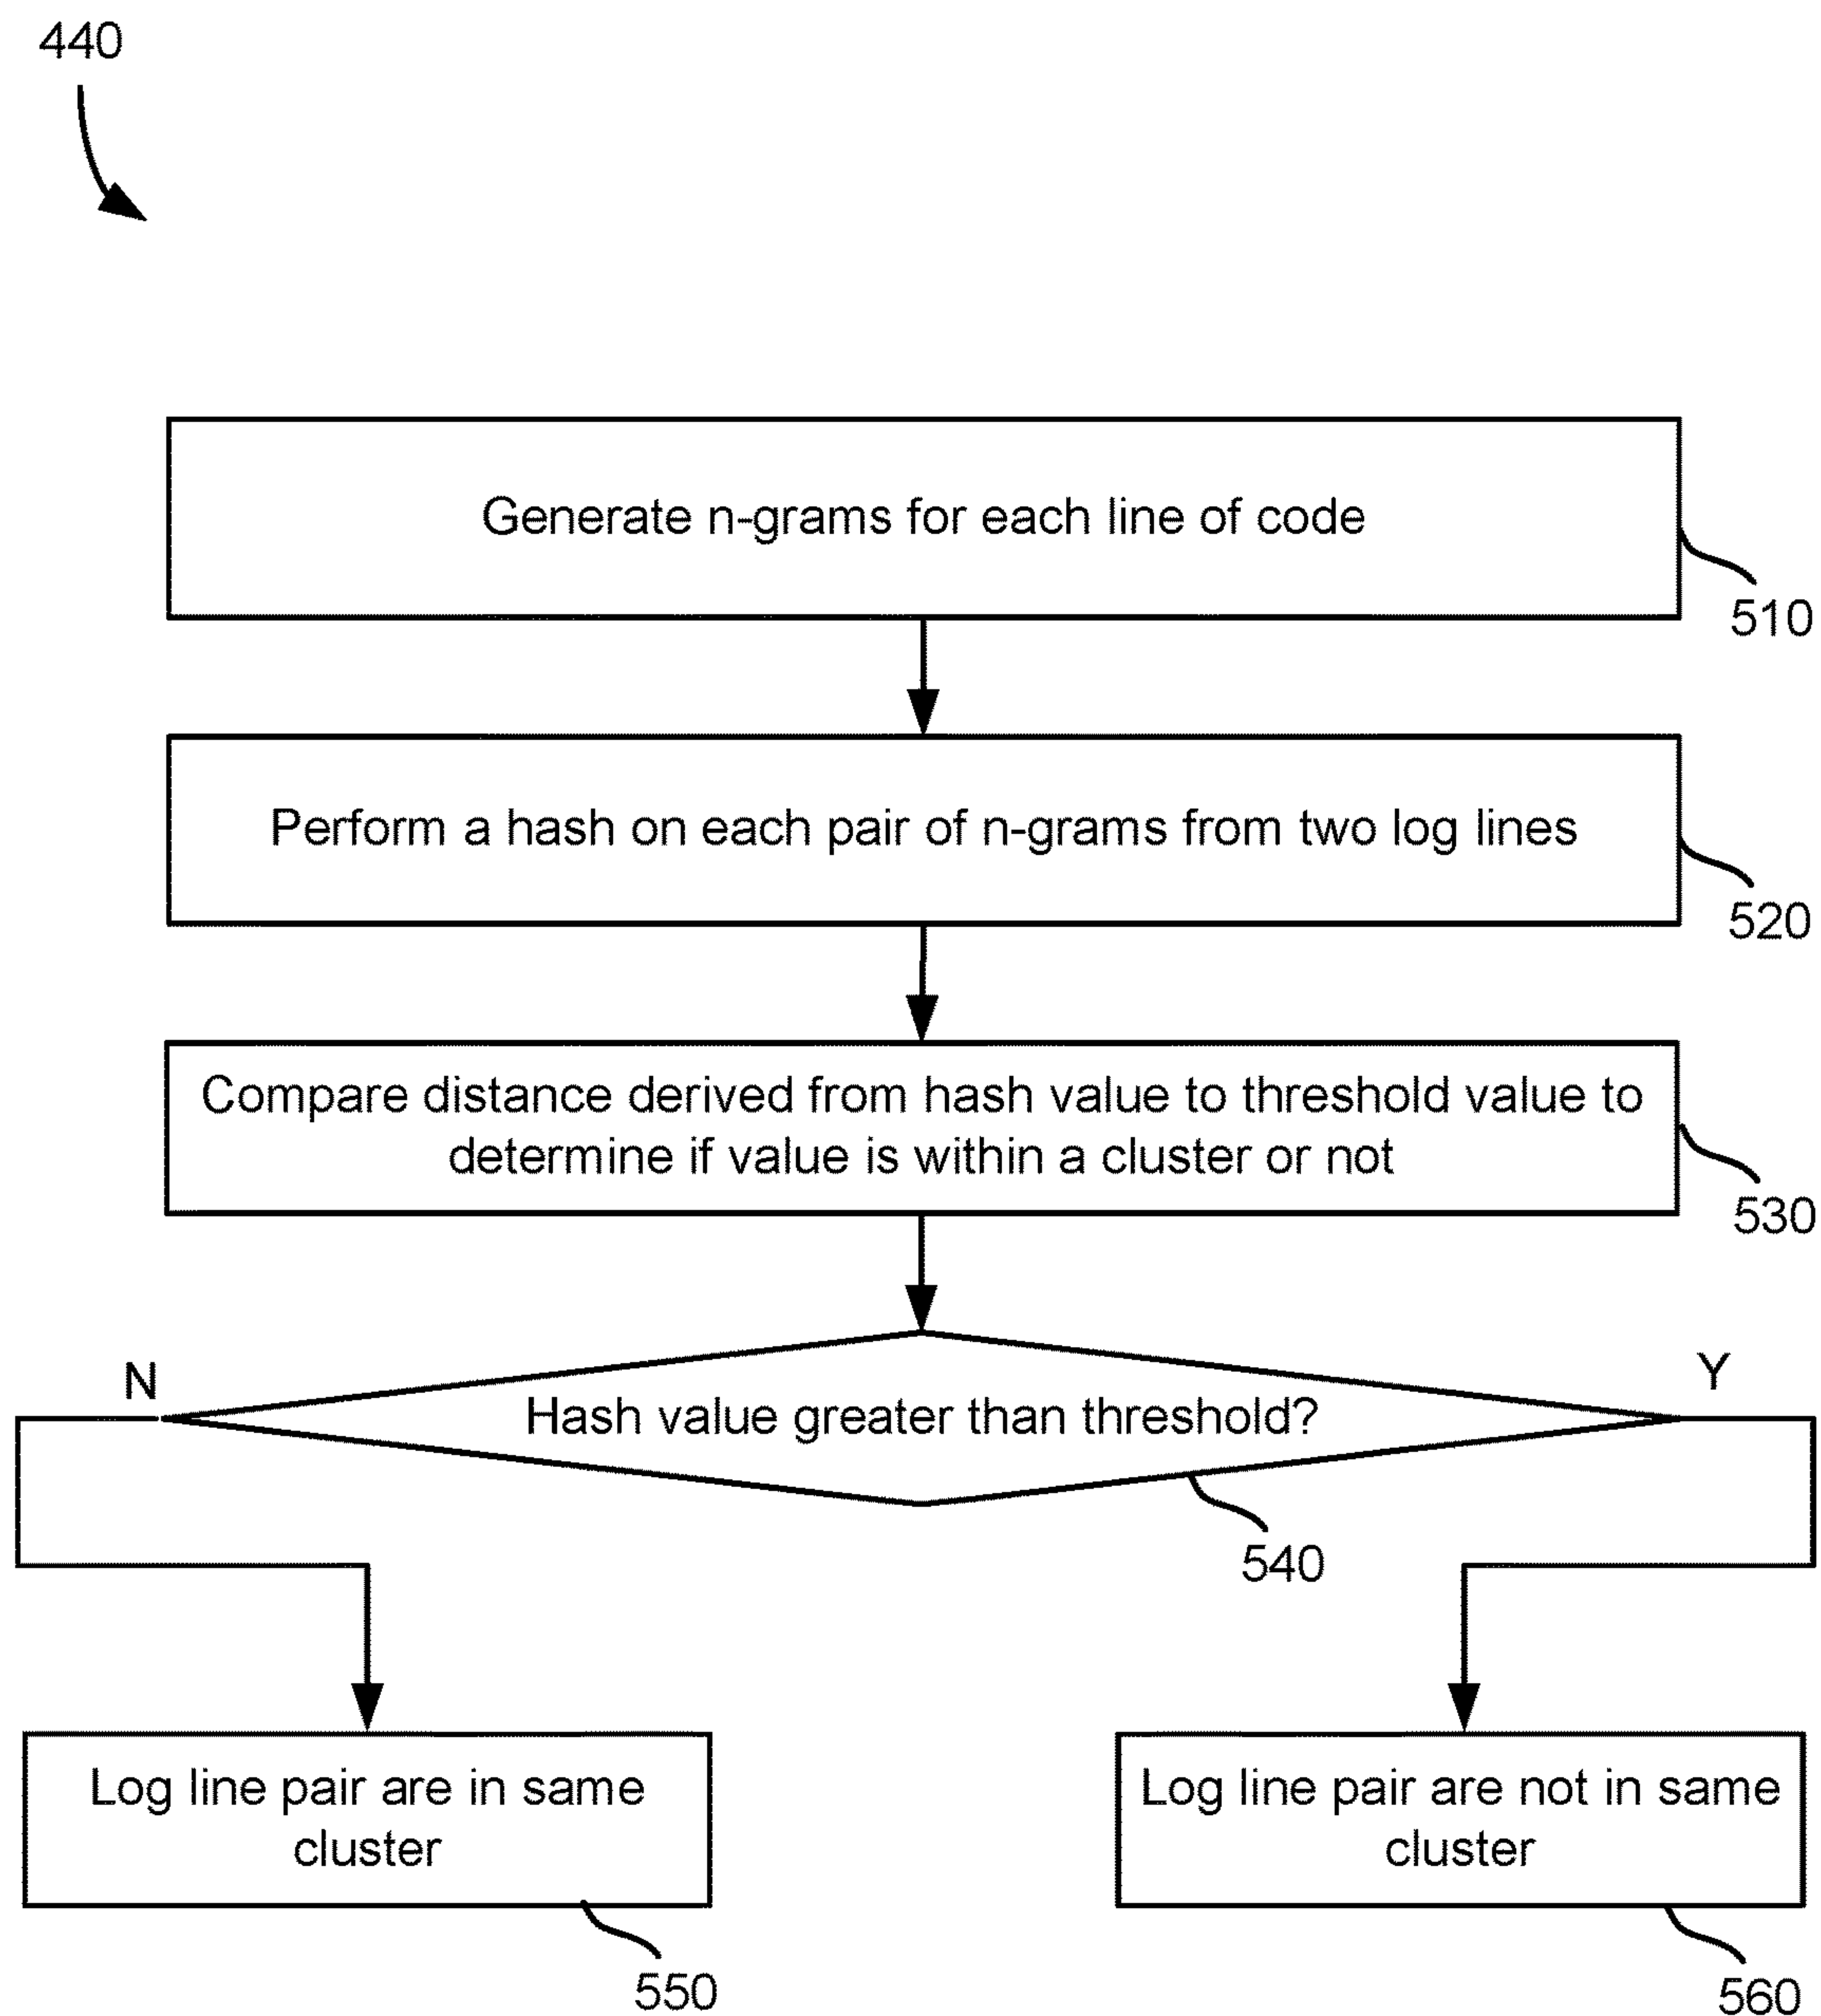 440
Generate n-grams for each line of code
510
Perform a hash on each pair of n-grams from two log lines
520
Compare distance derived from hash value to threshold value to
determine if value is within a cluster or not
530
N
Y
Hash value greater than threshold?
540
Log line pair are in same
cluster
550
Log line pair are not in same
cluster
560